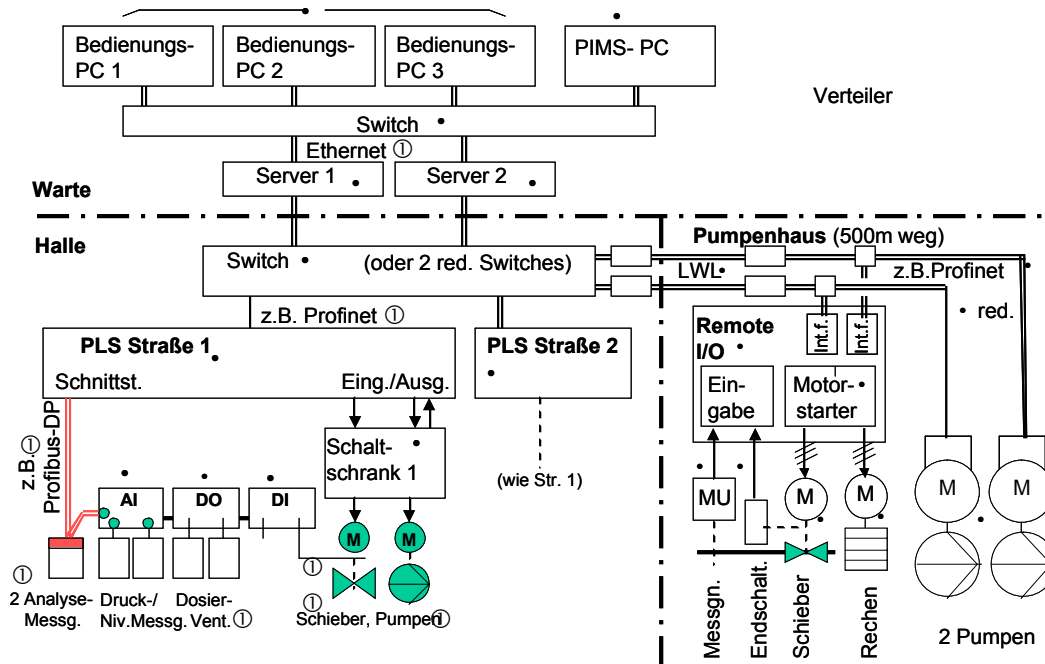 Bedienungs-
PC 1
Bedienungs-
PC 2
Bedienungs-
PC 3
PIMS- PC
Verteiler
Switch
Ethernet ①
Server 1
Server 2
Warte
Halle
Pumpenhaus (500m weg)
Switch
(oder 2 red. Switches)
LWL
z.B.Profinet
red.
z.B. Profinet ①
PLS Straße 1
Schnittst.
Eing./Ausg.
PLS Straße 2
Remote
I/O
Int.f.
Int.f.
Ein-
gabe
Motor-
starter
z.B.①
Profibus-DP
Schalt-
schrank 1
(wie Str. 1)
AI
DO
DI
MU
M
M
M
M
M
M
①
2 Analyse-
Messg.
Druck-/
Niv.Messg.
Dosier-
Vent.①
①
①
Schieber, Pumpen①
Messgn.
Endschalt.
Schieber
Rechen
2 Pumpen